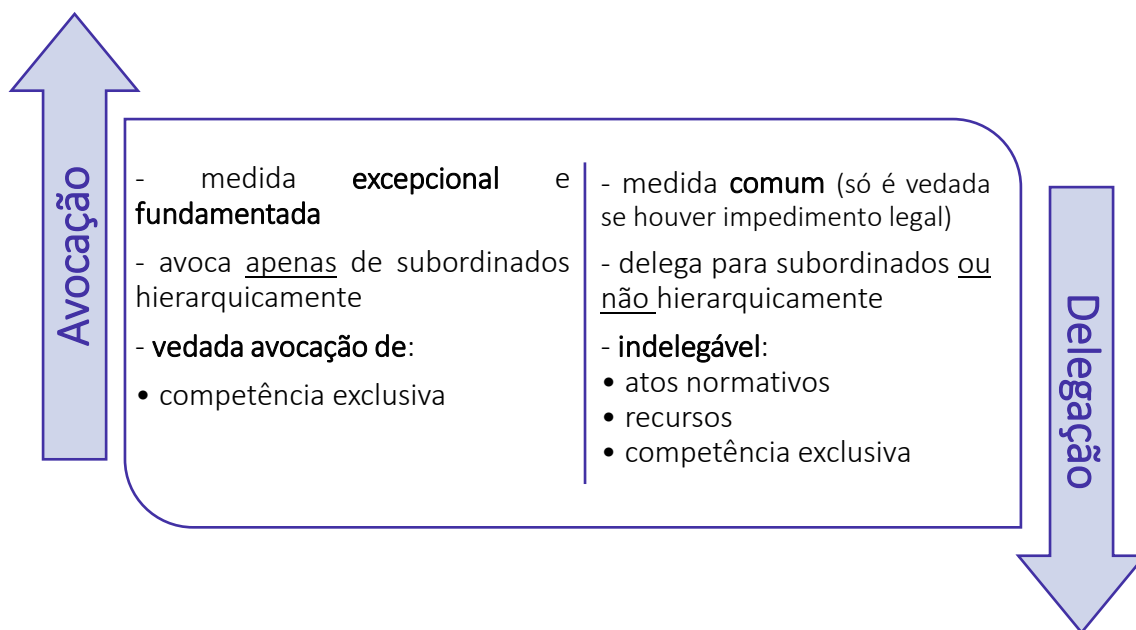 Avocação
- medida excepcional e
fundamentada
- avoca apenas de subordinados
hierarquicamente
- vedada avocação de:
• competência exclusiva
- medida comum (só é vedada
se houver impedimento legal)
- delega para subordinados ou
não hierarquicamente
- indelegável:
• atos normativos
• recursos
• competência exclusiva
Delegação